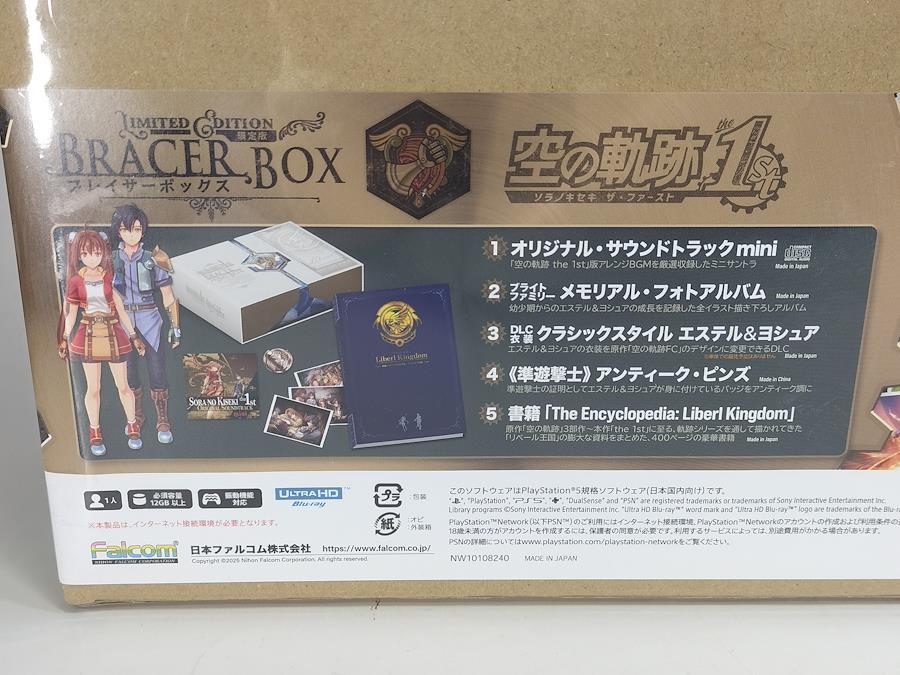 LIMITED EDITION
限定版
BRACER BOX
ブレイサーボックス
空の軌跡 the 1st
ソラノキセキ ザ・ファースト
1 オリジナル・サウンドトラック mini COMPACT disc DIGITAL AUDIO
「空の軌跡 the 1st」版アレンジBGMを厳選収録したミニサントラ Made in Japan
2 ブライトファミリー メモリアル・フォトアルバム Made in Japan
幼少期からのエステル&ヨシュアの成長を記録した全イラスト描き下ろしアルバム
3 DLC衣装 クラシックスタイル エステル&ヨシュア
エステル&ヨシュアの衣装を原作「空の軌跡FC」のデザインに変更できるDLC
Made in Japan
4 《準遊撃士》アンティーク・ピンズ Made in China
準遊撃士の証明としてエステル&ヨシュアが身に付けているバッジをアンティーク調に
5 書籍「The Encyclopedia: Liberl Kingdom」
原作「空の軌跡」3部作～本作「the 1st」に至る、軌跡シリーズを通して描かれてきた
「リベール王国」の膨大な資料をまとめた、400ページの豪華書籍 Made in Japan
Liberl Kingdom
SORA NO KISEKI the 1st
ORIGINAL SOUNDTRACK
mini
1人
必須容量
12GB以上
振動機能
対応
ULTRA HD
Blu-ray
プラ :包装
紙 :オビ
:外装箱
※本製品は、インターネット接続環境が必要となります。
Falcom
NIHON FALCOM CORPORATION
日本ファルコム株式会社 https://www.falcom.co.jp/
Copyright©2025 Nihon Falcom Corporation. All rights reserved.
このソフトウェアはPlayStation®5規格ソフトウェア(日本国内向け)です。
"PlayStation", "PS5", "DualSense" and "PSN" are registered trademarks or trademarks of Sony Interactive Entertainment Inc.
Library programs ©Sony Interactive Entertainment Inc. "Ultra HD Blu-ray™" word mark and "Ultra HD Blu-ray™" logo are trademarks of the Blu-
PlayStation™Network(以下PSN™)のご利用にはインターネット接続環境、PlayStation™Networkのアカウントの作成および利用条件の
18歳未満の方がアカウントを作成するには、保護者の同意が必要です。利用するサービスによっては、別途費用がかかる場合があります。
PSNの詳細についてはwww.playstation.com/playstation-networkをご覧ください。
NW10108240 MADE IN JAPAN